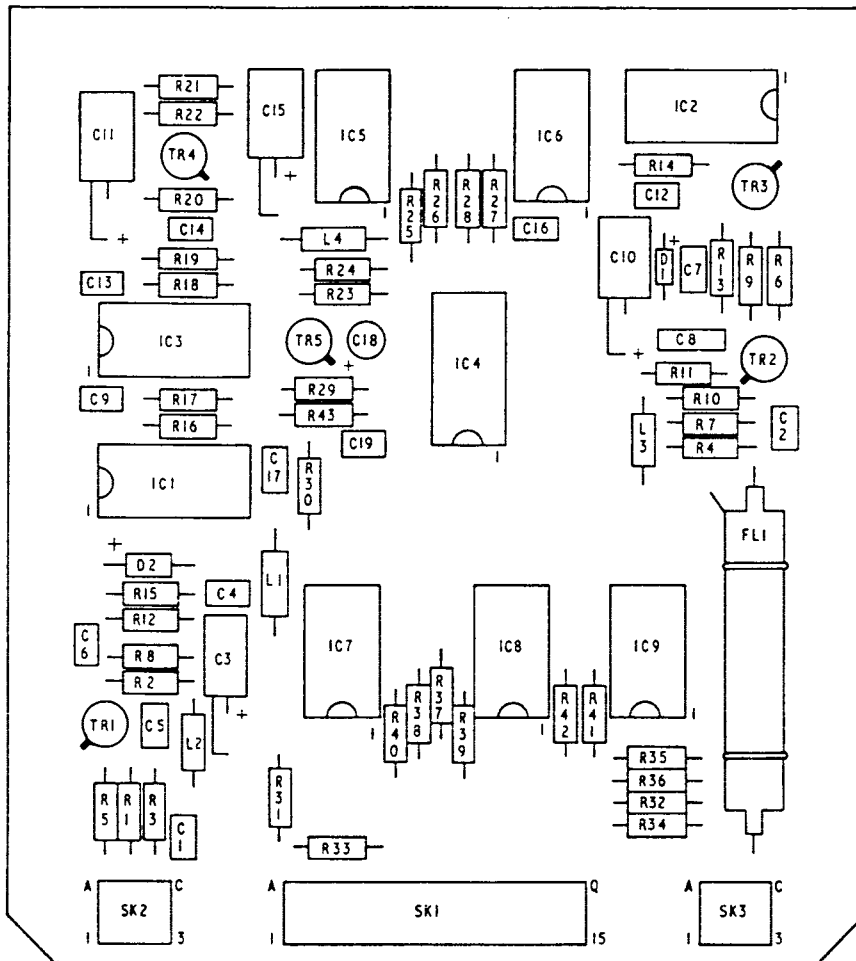 R21
R22
C11
C15
IC5
IC6
IC2
1
TR4
R14
TR3
R20
C12
R25
R26
R28
R27
1
1
C14
L4
C16
+
+
R19
R24
C10
D1
+
C7
R13
R9
R6
C13
R18
R23
IC3
1
TR5
C18
+
IC4
C8
+
TR2
R11
C9
R17
R29
R10
R16
R43
R7
C2
C19
L3
R4
1
IC1
1
C17
R30
FL1
+
D2
R15
C4
L1
R12
C6
R8
C3
IC7
IC8
IC9
R2
+
R37
R38
R40
R39
R42
R41
1
1
1
TR1
C5
L2
R35
R36
R31
R32
R5
R1
R3
C1
R34
R33
A
C
A
Q
A
C
SK2
SK1
SK3
1
3
1
15
1
3